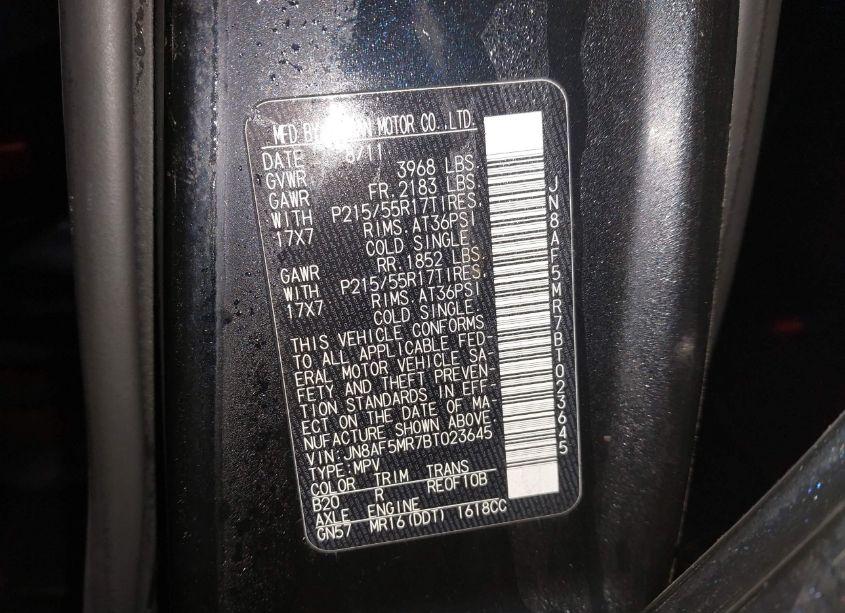 MFD BY MOTOR CO.,LTD.
DATE 8/11
GVWR 3968 LBS.
GAWR FR.2183 LBS.
WITH P215/55R17TIRES.
17X7 RIMS.AT36PSI
COLD SINGLE.
GAWR RR.1852 LBS.
WITH P215/55R17TIRES.
17X7 RIMS.AT36PSI
COLD SINGLE.
THIS VEHICLE CONFORMS
TO ALL APPLICABLE FED-
ERAL MOTOR VEHICLE SA-
FETY AND THEFT PREVEN-
TION STANDARDS IN EFF-
ECT ON THE DATE OF MA
NUFACTURE SHOWN ABOVE
VIN:JN8AF5MR7BT023645
TYPE:MPV
COLOR TRIM TRANS
B20 R RE0F10B
AXLE ENGINE
GN57 MR16(DDT) 1618CC
JN8AF5MR7BT023645